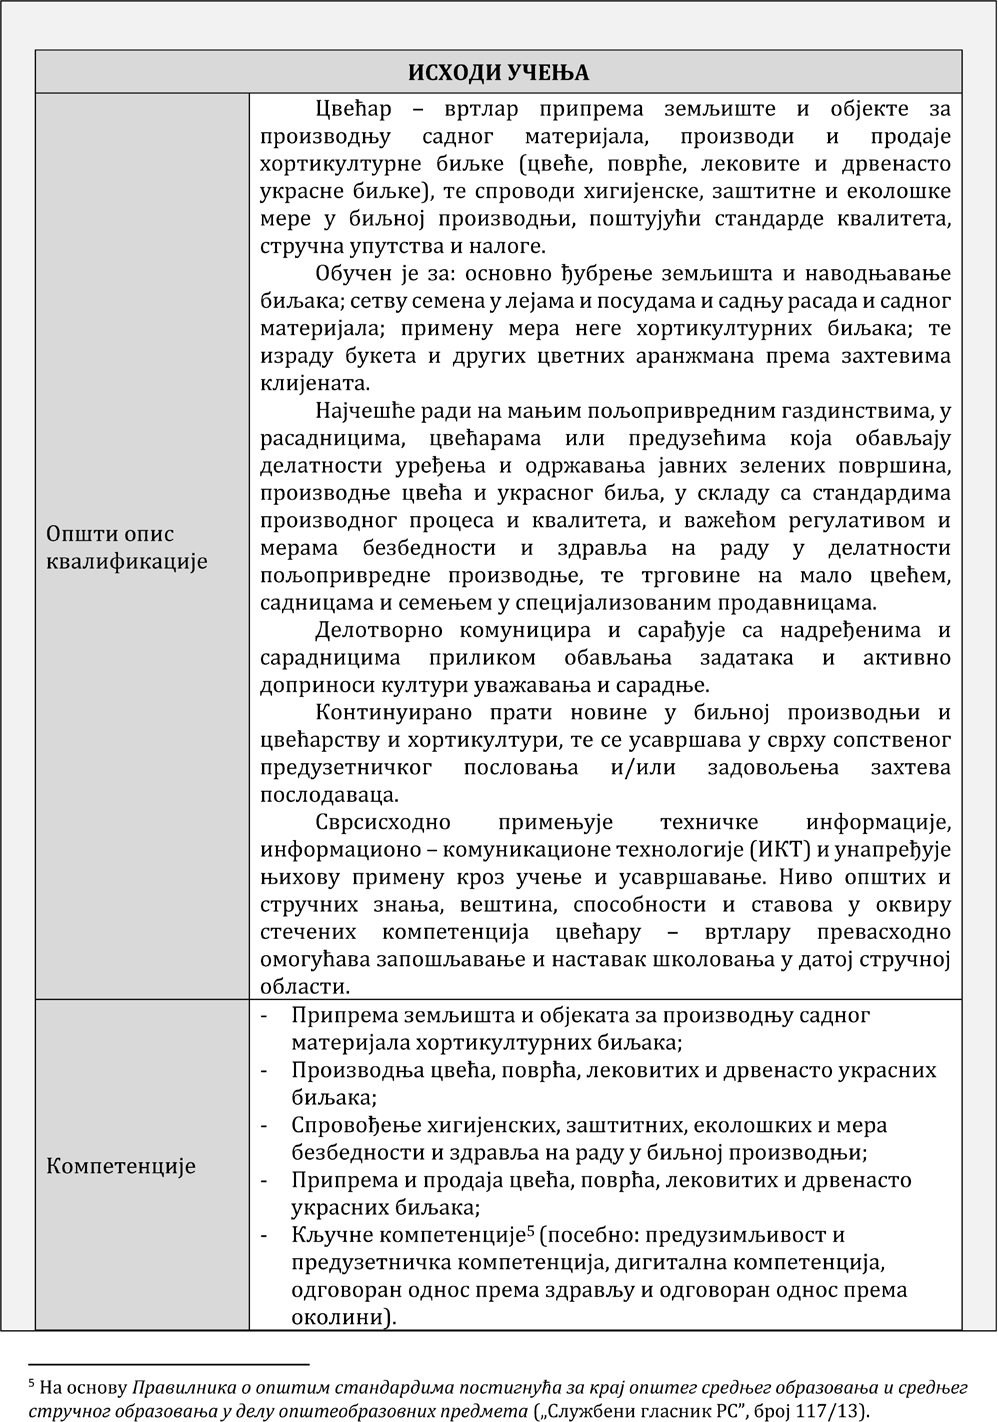 ИСХОДИ УЧЕЊА
Општи опис
квалификације
Цвећар – вртлар припрема земљиште и објекте за
производњу садног материјала, производи и продаје
хортикултурне биљке (цвеће, поврће, лековите и дрвенасто
украсне биљке), те спроводи хигијенске, заштитне и еколошке
мере у биљној производњи, поштујући стандарде квалитета,
стручна упутства и налоге.
Обучен је за: основно ђубрење земљишта и наводњавање
биљака; сетву семена у лејама и посудама и садњу расада и садног
материјала; примену мера неге хортикултурних биљака; те
израду букета и других цветних аранжмана према захтевима
клијената.
Најчешће ради на мањим пољопривредним газдинствима, у
расадницима, цвећарама или предузећима која обављају
делатности уређења и одржавања јавних зелених површина,
производње цвећа и украсног биља, у складу са стандардима
производног процеса и квалитета, и важећом регулативом и
мерама безбедности и здравља на раду у делатности
пољопривредне производње, те трговине на мало цвећем,
садницама и семењем у специјализованим продавницама.
Делотворно комуницира и сарађује са надређенима и
сарадницима приликом обављања задатака и активно
доприноси култури уважавања и сарадње.
Континуирано прати новине у биљној производњи и
цвећарству и хортикултури, те се усавршава у сврху сопственог
предузетничког пословања и/или задовољења захтева
послодаваца.
Сврсисходно примењује техничке информације,
информационо – комуникационе технологије (ИКТ) и унапређује
њихову примену кроз учење и усавршавање. Ниво општих и
стручних знања, вештина, способности и ставова у оквиру
стечених компетенција цвећару – вртлару превасходно
омогућава запошљавање и наставак школовања у датој стручној
области.
Компетенције
- Припрема земљишта и објеката за производњу садног
материјала хортикултурних биљака;
- Производња цвећа, поврћа, лековитих и дрвенасто украсних
биљака;
- Спровођење хигијенских, заштитних, еколошких и мера
безбедности и здравља на раду у биљној производњи;
- Припрема и продаја цвећа, поврћа, лековитих и дрвенасто
украсних биљака;
- Кључне компетенције⁵ (посебно: предузимљивост и
предузетничка компетенција, дигитална компетенција,
одговоран однос према здрављу и одговоран однос према
околини).
⁵ На основу Правилника о општим стандардима постигнућа за крај општег средњег образовања и средњег
стручног образовања у делу општеобразовних предмета („Службени гласник РС”, број 117/13).